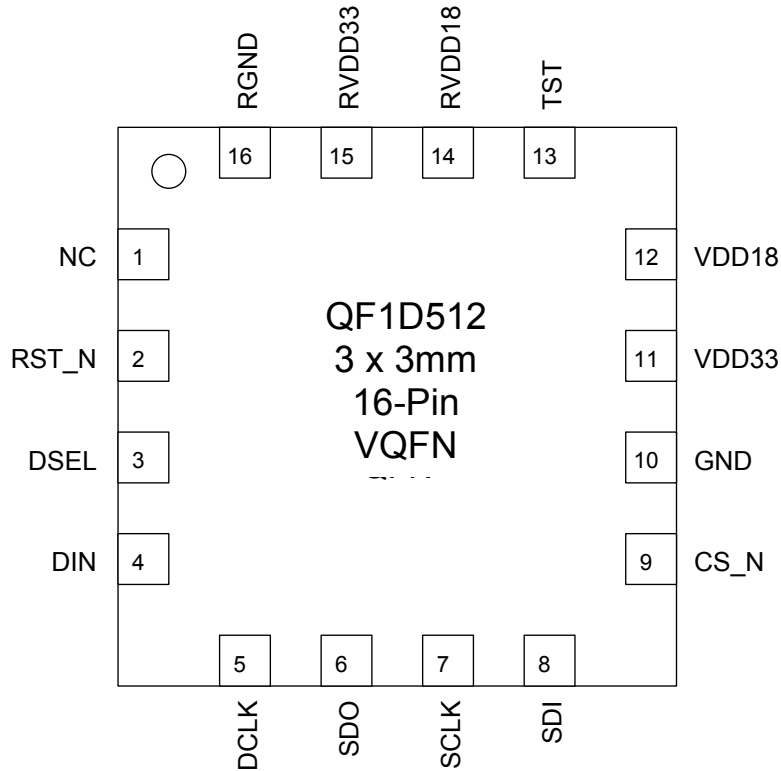 RGND
RVDD33
RVDD18
TST
16
15
14
13
NC 1
12 VDD18
RST_N 2
11 VDD33
DSEL 3
10 GND
DIN 4
9 CS_N
QF1D512
3 x 3mm
16-Pin
VQFN
5
6
7
8
DCLK
SDO
SCLK
SDI